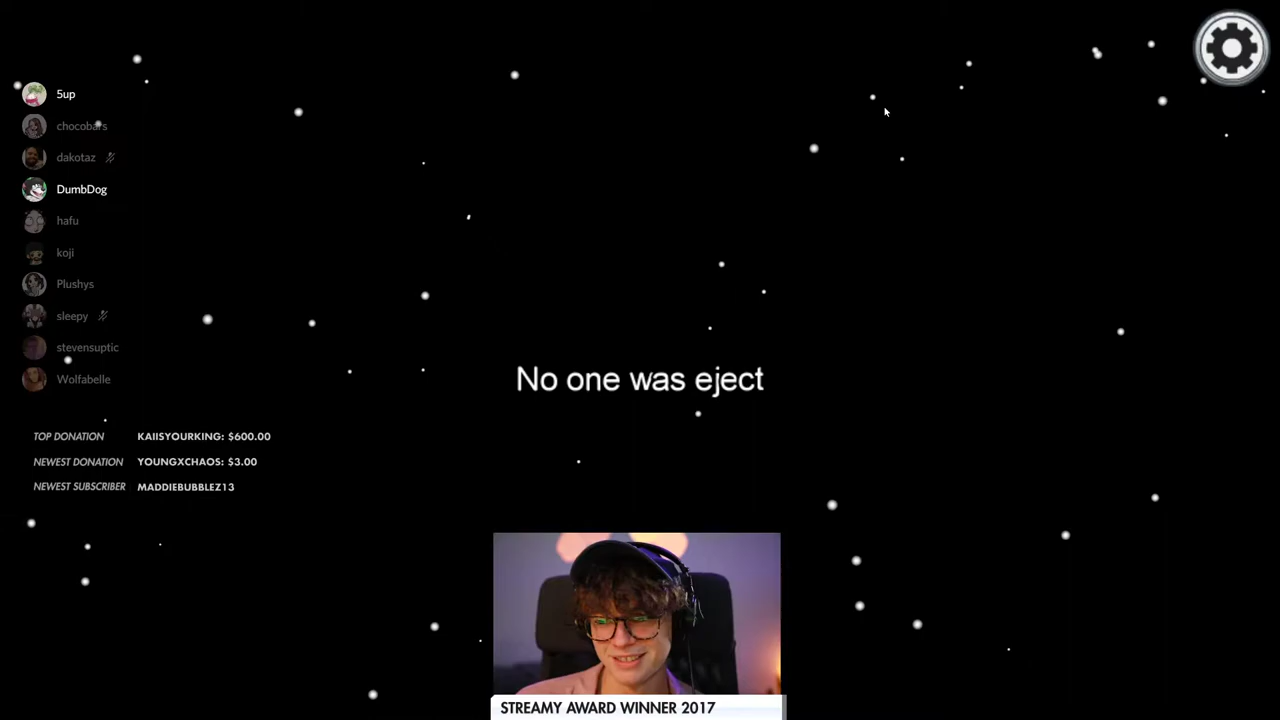 5up
chocobars
dakotaz
DumbDog
hafu
koji
Plushys
sleepy
stevensuptic
Wolfabelle
No one was eject
TOP DONATION KAIISYOURKING: $600.00
NEWEST DONATION YOUNGXCHAOS: $3.00
NEWEST SUBSCRIBER MADDIEBUBBLEZ13
STREAMY AWARD WINNER 2017